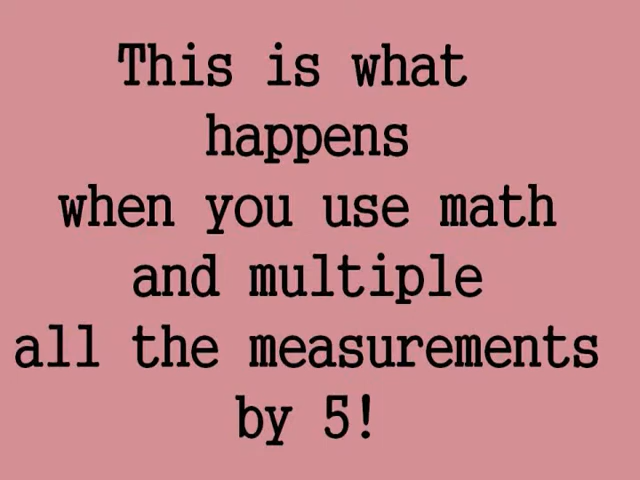 This is what
happens
when you use math
and multiple
all the measurements
by 5!